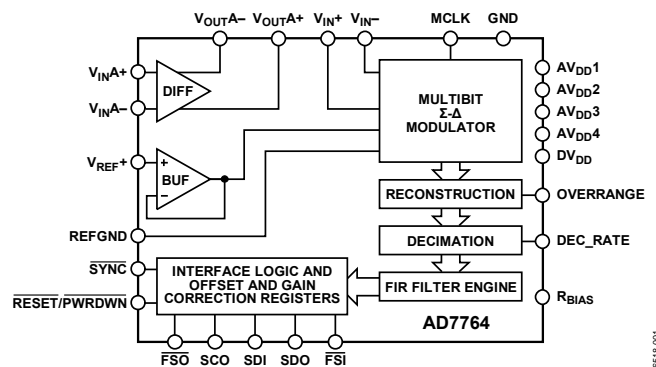 VOUTA– VOUTA+ VIN+ VIN– MCLK GND
VINA+
VINA–
DIFF
VREF+
+
–
BUF
REFGND
SYNC
RESET/PWRDWN
MULTIBIT
Σ-Δ
MODULATOR
RECONSTRUCTION
DECIMATION
FIR FILTER ENGINE
INTERFACE LOGIC AND
OFFSET AND GAIN
CORRECTION REGISTERS
AD7764
AVDD1
AVDD2
AVDD3
AVDD4
DVDD
OVERRANGE
DEC_RATE
RBIAS
FSO SCO SDI SDO FSI